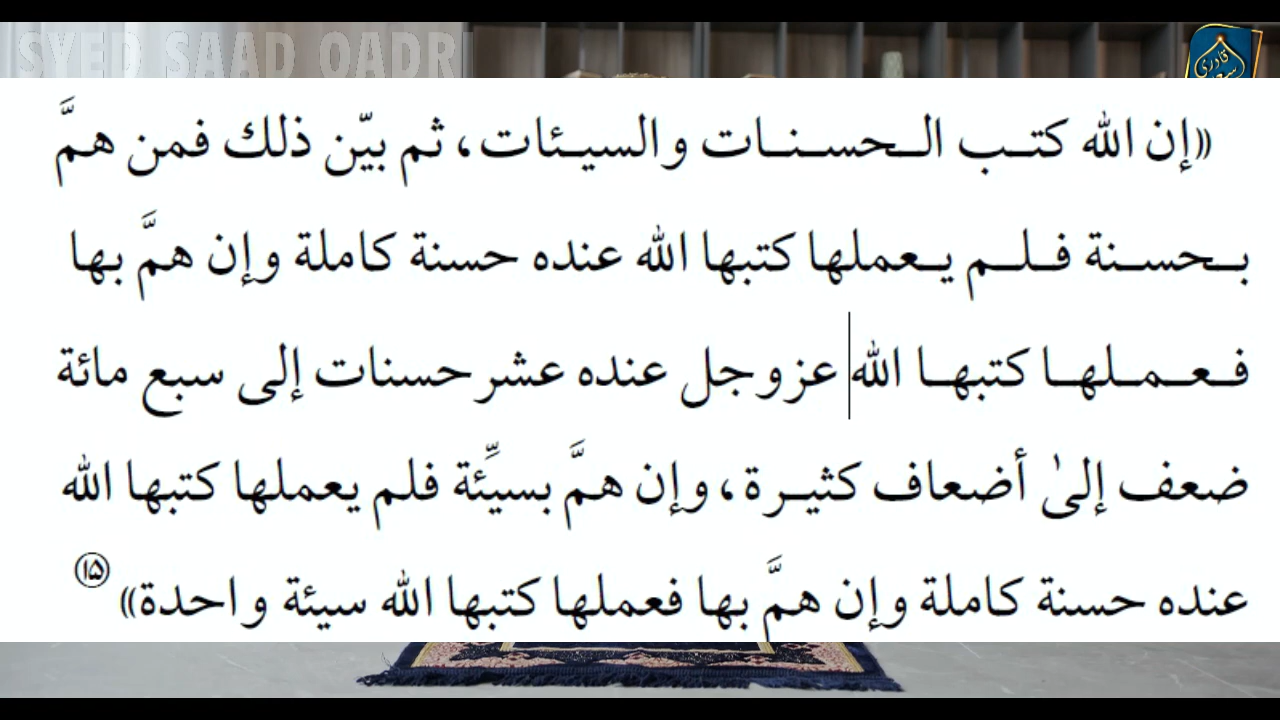 SYED SAAD QADRI
قادری
«إن الله كتب الحسنات والسيئات، ثم بيّن ذلك فمن همَّ
بحسنة فلم يعملها كتبها الله عنده حسنة كاملة وإن همَّ بها
فعملها كتبها الله عزوجل عنده عشر حسنات إلى سبع مائة
ضعف إلىٰ أضعاف كثيرة، وإن همَّ بسيِّئة فلم يعملها كتبها الله
عنده حسنة كاملة وإن همَّ بها فعملها كتبها الله سيئة واحدة» ⑮